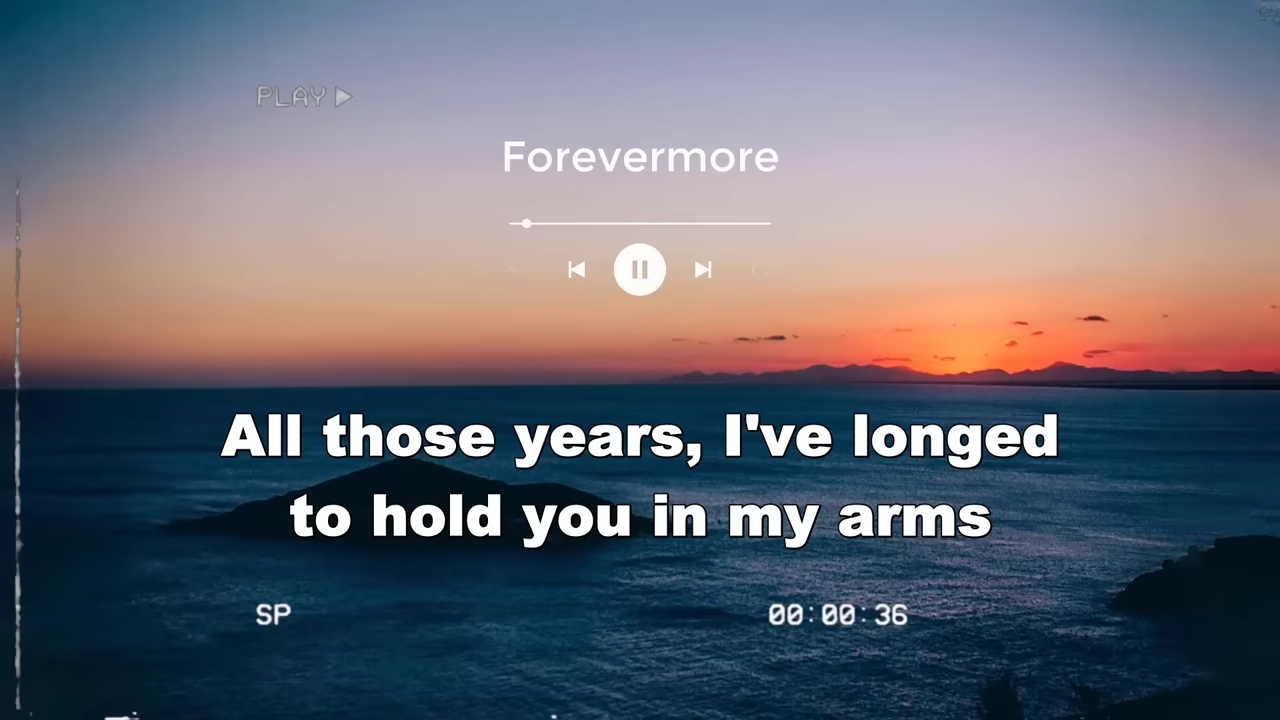 PLAY
Forevermore
All those years, I've longed
to hold you in my arms
SP
00:00:36